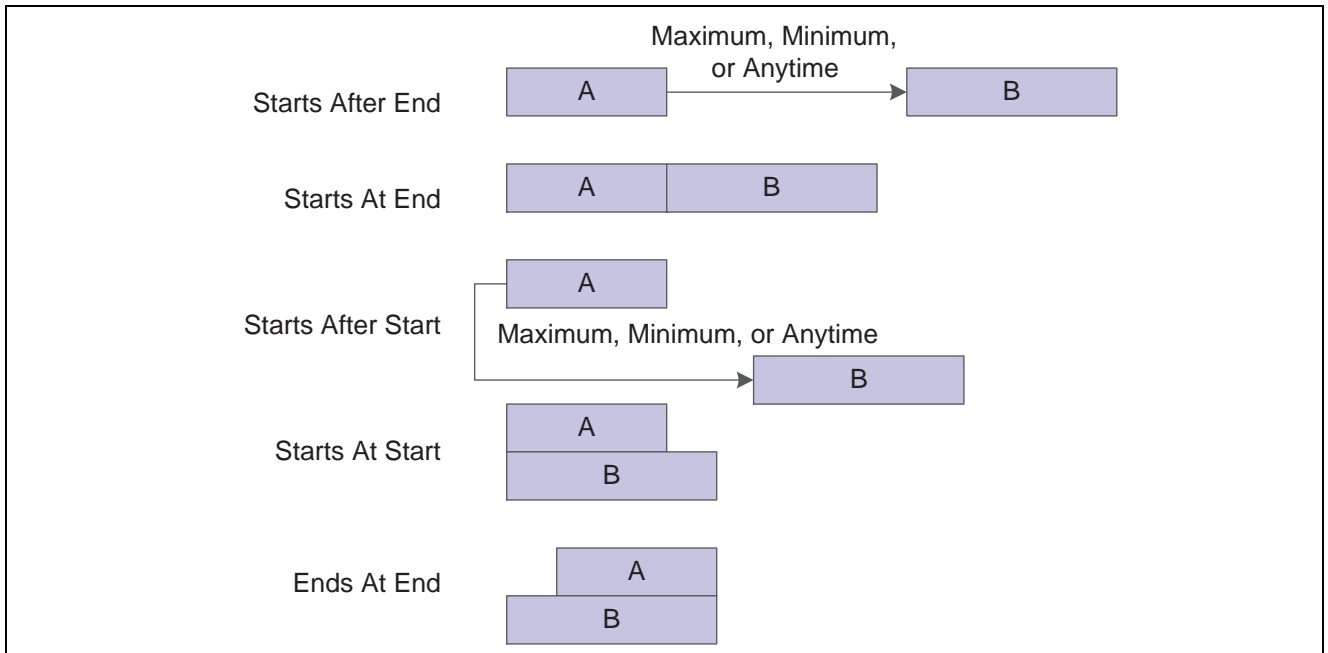 Maximum, Minimum,
or Anytime
Starts After End
A
B
Starts At End
A
B
A
Starts After Start
Maximum, Minimum, or Anytime
B
A
Starts At Start
B
A
Ends At End
B